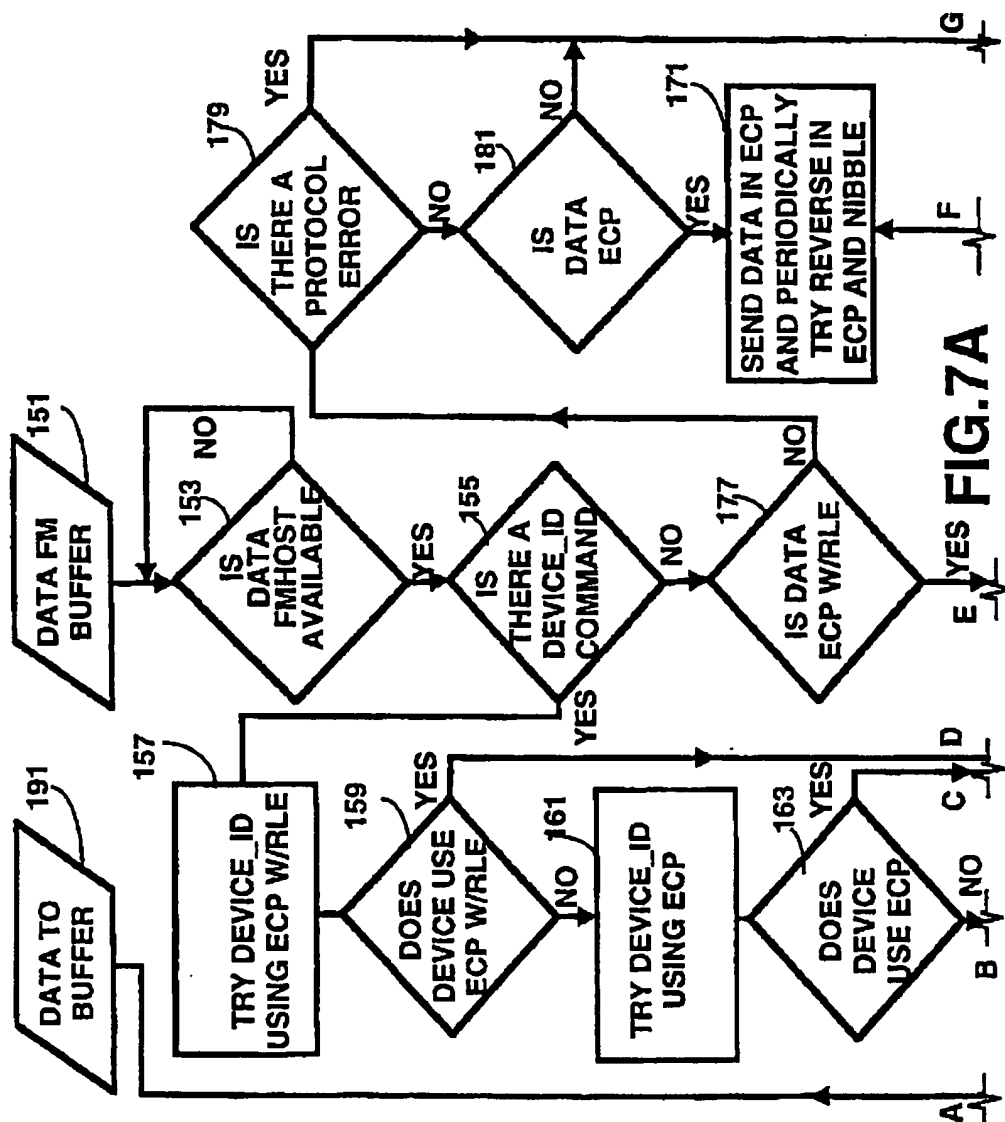 DATA TO
BUFFER
191
TRY DEVICE_ID
USING ECP W/RLE
157
DOES
DEVICE USE
ECP W/RLE
159
YES
NO
TRY DEVICE_ID
USING ECP
161
DOES
DEVICE
USE ECP
163
YES
NO
A
B
C
D
DATA FM
BUFFER
151
IS
DATA
FMHOST
AVAILABLE
153
NO
YES
IS
THERE A
DEVICE_ID
COMMAND
155
YES
NO
IS DATA
ECP W/RLE
177
NO
YES
E
IS
THERE A
PROTOCOL
ERROR
179
YES
NO
IS
DATA
ECP
181
NO
YES
SEND DATA IN ECP
AND PERIODICALLY
TRY REVERSE IN
ECP AND NIBBLE
171
F
G
FIG.7A